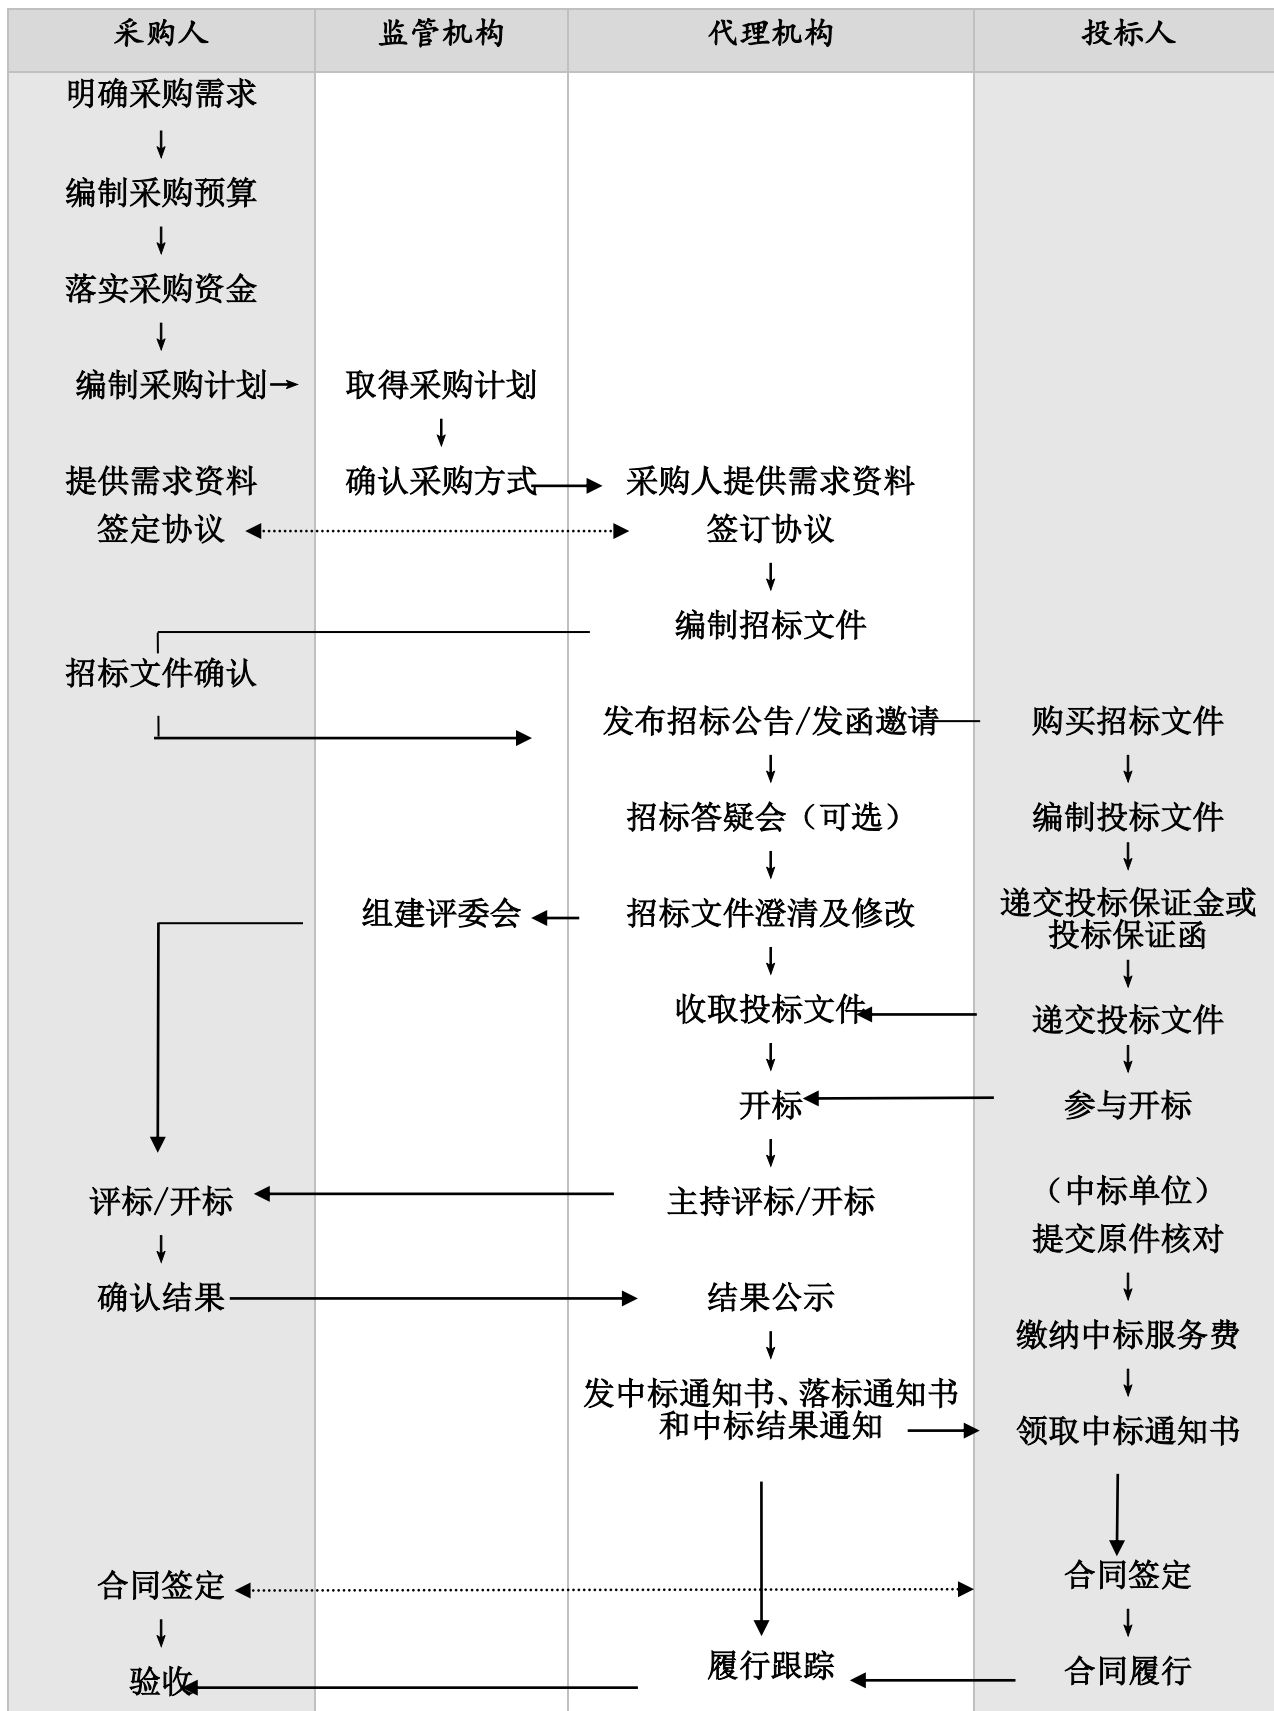 采购人 监管机构 代理机构 投标人
明确采购需求
↓
编制采购预算
↓
落实采购资金
↓
编制采购计划→ 取得采购计划
↓
提供需求资料 确认采购方式 采购人提供需求资料
签定协议 签订协议
↓
编制招标文件
招标文件确认
发布招标公告/发函邀请 购买招标文件
↓ ↓
招标答疑会（可选） 编制投标文件
↓ ↓
组建评委会 招标文件澄清及修改 递交投标保证金或
投标保证函
↓ ↓
收取投标文件 递交投标文件
↓ ↓
开标 参与开标
↓
（中标单位）
评标/开标 主持评标/开标
提交原件核对
↓ ↓
确认结果 结果公示
缴纳中标服务费
↓ ↓
发中标通知书、落标通知书
和中标结果通知 领取中标通知书
合同签定 合同签定
↓ ↓
验收 履行跟踪 合同履行